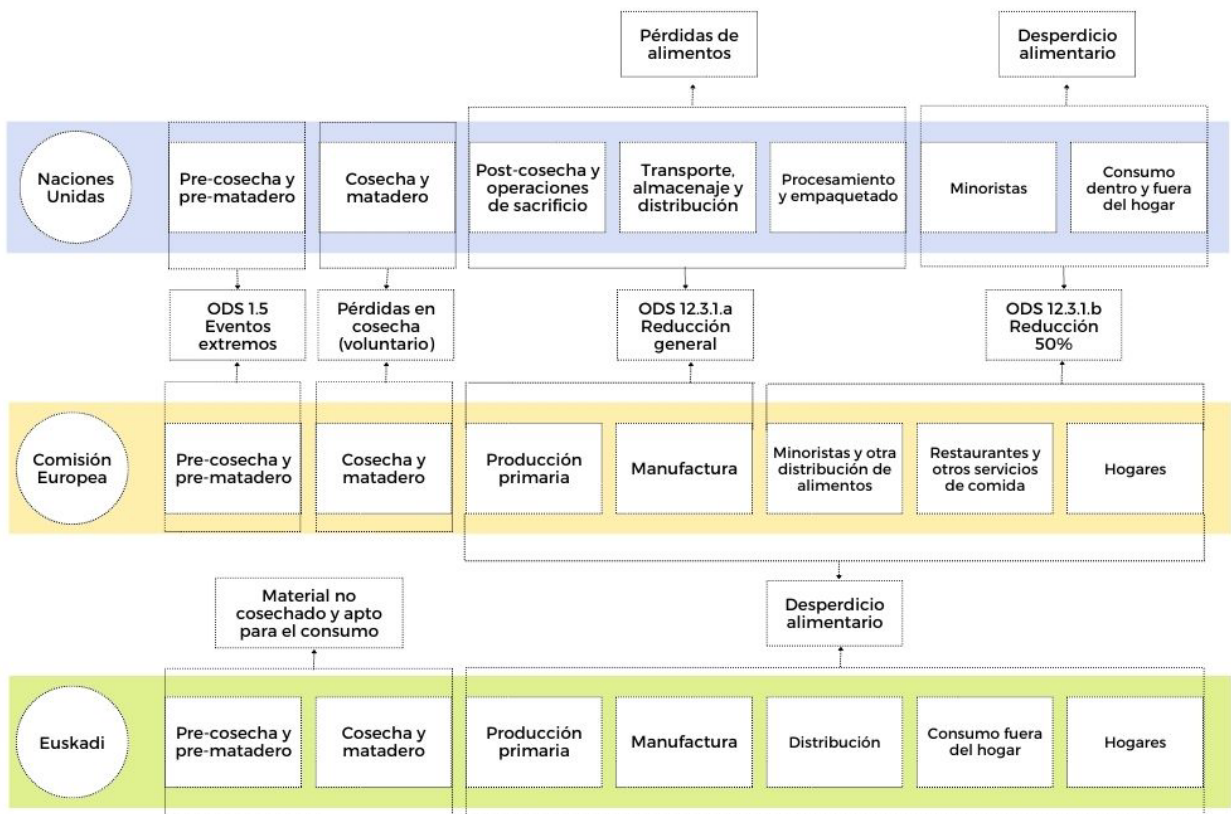 Pérdidas de
alimentos
Desperdicio
alimentario
Naciones
Unidas
Pre-cosecha y
pre-matadero
Cosecha y
matadero
Post-cosecha y
operaciones
de sacrificio
Transporte,
almacenaje y
distribución
Procesamiento
y empaquetado
Minoristas
Consumo
dentro y fuera
del hogar
ODS 1.5
Eventos
extremos
Pérdidas en
cosecha
(voluntario)
ODS 12.3.1.a
Reducción
general
ODS 12.3.1.b
Reducción
50%
Comisión
Europea
Pre-cosecha y
pre-matadero
Cosecha y
matadero
Producción
primaria
Manufactura
Minoristas y otra
distribución de
alimentos
Restaurantes y
otros servicios
de comida
Hogares
Material no
cosechado y apto
para el consumo
Desperdicio
alimentario
Euskadi
Pre-cosecha y
pre-matadero
Cosecha y
matadero
Producción
primaria
Manufactura
Distribución
Consumo fuera
del hogar
Hogares